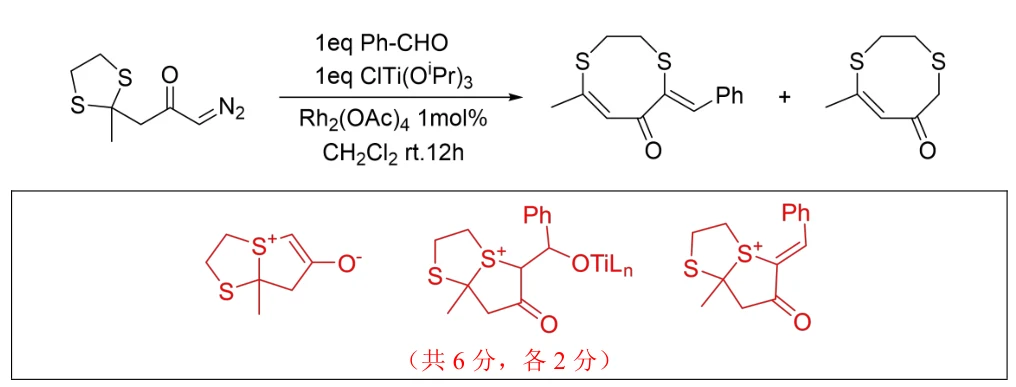 1eq Ph-CHO
1eq ClTi(OⁱPr)₃
Rh₂(OAc)₄ 1mol%
CH₂Cl₂ rt.12h
S S O N₂
S S Ph O
+
S S O
S⁺ S O⁻
Ph S⁺ S OTiLₙ O
Ph S⁺ S O
（共 6 分，各 2 分）